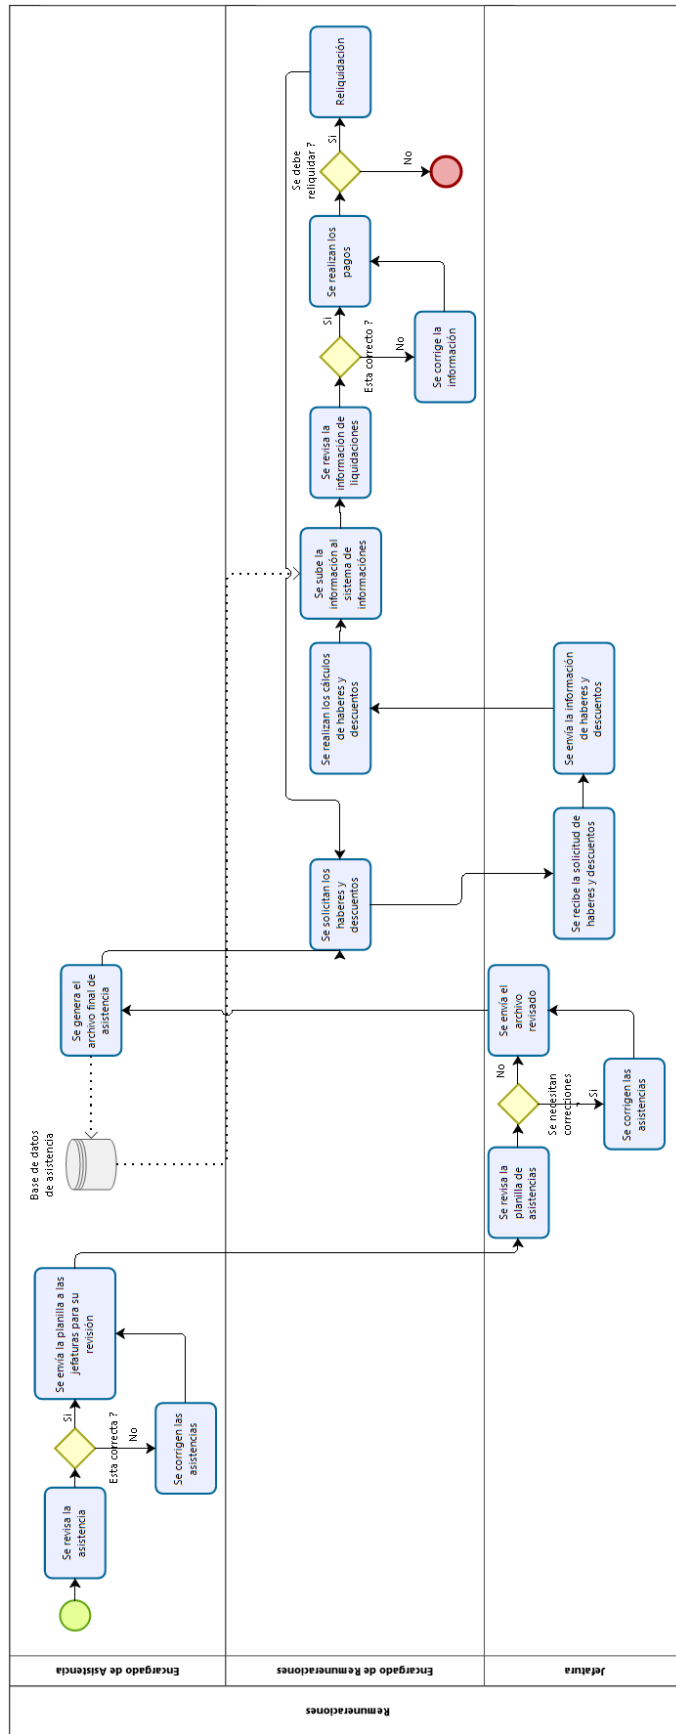 Remuneraciones
Encargado de Asistencia
Se revisa la
asistencia
Esta correcta ?
Si
No
Se corrigen las
asistencias
Se envía la planilla a las
jefaturas para su
revisión
Base de datos
de asistencia
Se genera el
archivo final de
asistencia
Encargado de Remuneraciones
Se solicitan los
haberes y
descuentos
Se realizan los cálculos
de haberes y
descuentos
Se sube la
información al
sistema de
informaciónes
Se revisa la
información de
liquidaciones
Esta correcto ?
Si
No
Se corrige la
información
Se realizan los
pagos
Se debe
reliquidar ?
Si
No
Reliquidación
Jefatura
Se revisa la
planilla de
asistencias
Se necesitan
correcciones
No
Si
Se corrigen las
asistencias
Se envía el
archivo
revisado
Se recibe la solicitud de
haberes y descuentos
Se envía la información
de haberes y
descuentos